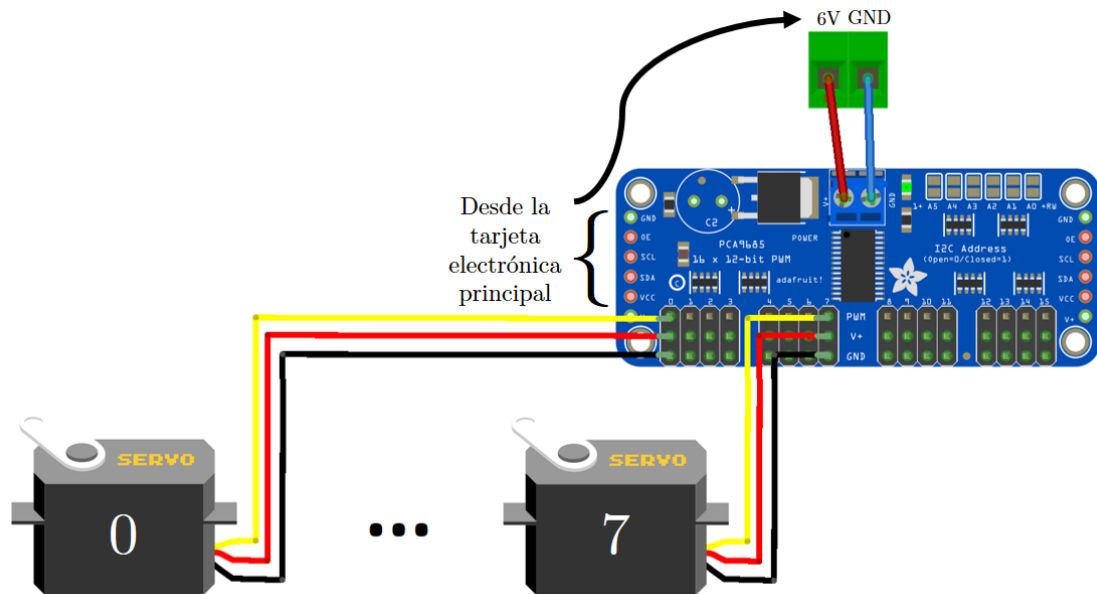 6V GND
Desde la
tarjeta
electrónica
principal
GND
OE
SCL
SDA
VCC
C2
+
V+
GND
POWER
PCA9685
16 x 12-bit PWM
adafruit!
1+ A5 A4 A3 A2 A1 A0 +RW
I2C Address
(Open=0/Closed=1)
GND
OE
SCL
SDA
VCC
V+
0 1 2 3 4 5 6 7 8 9 10 11 12 13 14 15
PWM
V+
GND
SERVO
0
...
SERVO
7